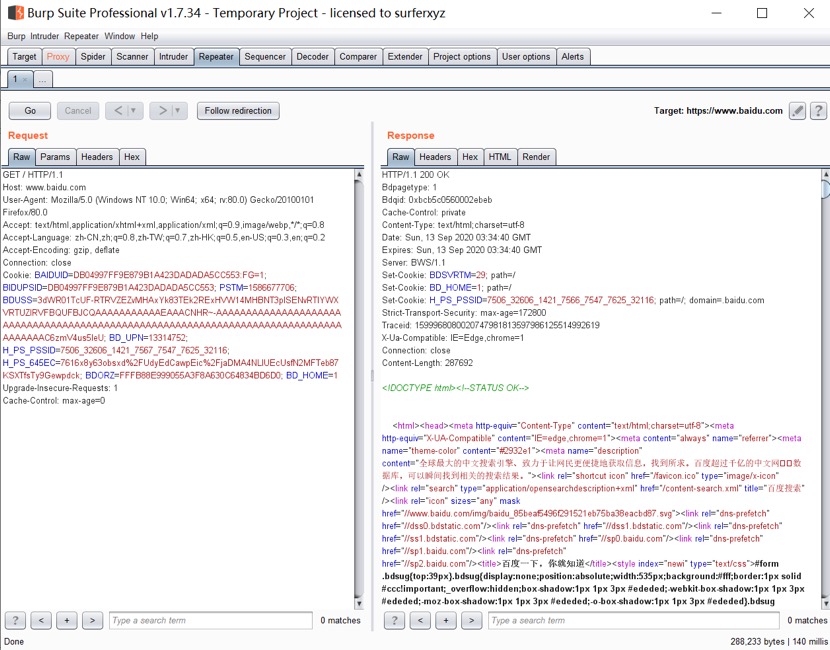 Burp Suite Professional v1.7.34 - Temporary Project - licensed to surferxyz
Burp Intruder Repeater Window Help
Target Proxy Spider Scanner Intruder Repeater Sequencer Decoder Comparer Extender Project options User options Alerts
1 × ...
Go Cancel < | ▼ > | ▼ Follow redirection Target: https://www.baidu.com ?
Request
Raw Params Headers Hex
GET / HTTP/1.1
Host: www.baidu.com
User-Agent: Mozilla/5.0 (Windows NT 10.0; Win64; x64; rv:80.0) Gecko/20100101
Firefox/80.0
Accept: text/html,application/xhtml+xml,application/xml;q=0.9,image/webp,*/*;q=0.8
Accept-Language: zh-CN,zh;q=0.8,zh-TW;q=0.7,zh-HK;q=0.5,en-US;q=0.3,en;q=0.2
Accept-Encoding: gzip, deflate
Connection: close
Cookie: BAIDUID=DB04997FF9E879B1A423DADADA5CC553:FG=1;
BIDUPSID=DB04997FF9E879B1A423DADADA5CC553; PSTM=1586677706;
H_PS_PSSID=7506_32606_1421_7567_7547_7625_32116;
BDORZ=FFFB88E999055A3F8A630C64834BD6D0; BD_HOME=1
Upgrade-Insecure-Requests: 1
Cache-Control: max-age=0
? < + > Type a search term 0 matches
Response
Raw Headers Hex HTML Render
HTTP/1.1 200 OK
Bdpagetype: 1
Bdqid: 0xbcb5c0560002ebeb
Cache-Control: private
Content-Type: text/html;charset=utf-8
Date: Sun, 13 Sep 2020 03:34:40 GMT
Expires: Sun, 13 Sep 2020 03:34:40 GMT
Server: BWS/1.1
Set-Cookie: BDSVRTM=29; path=/
Set-Cookie: BD_HOME=1; path=/
Set-Cookie: H_PS_PSSID=7506_32606_1421_7566_7547_7625_32116; path=/; domain=.baidu.com
Strict-Transport-Security: max-age=172800
Traceid: 1599968080020747981813597986125514992619
X-Ua-Compatible: IE=Edge,chrome=1
Connection: close
Content-Length: 287692
<!DOCTYPE html><!--STATUS OK-->
<html><head><meta http-equiv="Content-Type" content="text/html;charset=utf-8"><meta
http-equiv="X-UA-Compatible" content="IE=edge,chrome=1"><meta content="always" name="referrer"><meta
name="theme-color" content="#2932e1"><meta name="description"
content="全球最大的中文搜索引擎、致力于让网民更便捷地获取信息，找到所求。百度超过千亿的中文网□□数
据库，可以瞬间找到相关的搜索结果。"><link rel="shortcut icon" href="/favicon.ico" type="image/x-icon"
/><link rel="search" type="application/opensearchdescription+xml" href="/content-search.xml" title="百度搜索"
/><link rel="icon" sizes="any" mask
href="//www.baidu.com/img/baidu_85beaf5496f291521eb75ba38eacbd87.svg"><link rel="dns-prefetch"
href="//dss0.bdstatic.com"/><link rel="dns-prefetch" href="//dss1.bdstatic.com"/><link rel="dns-prefetch"
href="//ss1.bdstatic.com"/><link rel="dns-prefetch" href="//sp0.baidu.com"/><link rel="dns-prefetch"
href="//sp1.baidu.com"/><link rel="dns-prefetch"
href="//sp2.baidu.com"/><title>百度一下，你就知道</title><style index="newi" type="text/css">#form
.bdsug{top:39px}.bdsug{display:none;position:absolute;width:535px;background:#fff;border:1px solid
#ccc!important;_overflow:hidden;box-shadow:1px 1px 3px #ededed;-webkit-box-shadow:1px 1px 3px
#ededed;-moz-box-shadow:1px 1px 3px #ededed;-o-box-shadow:1px 1px 3px #ededed}.bdsug
? < + > Type a search term 0 matches
Done 288,233 bytes | 140 millis